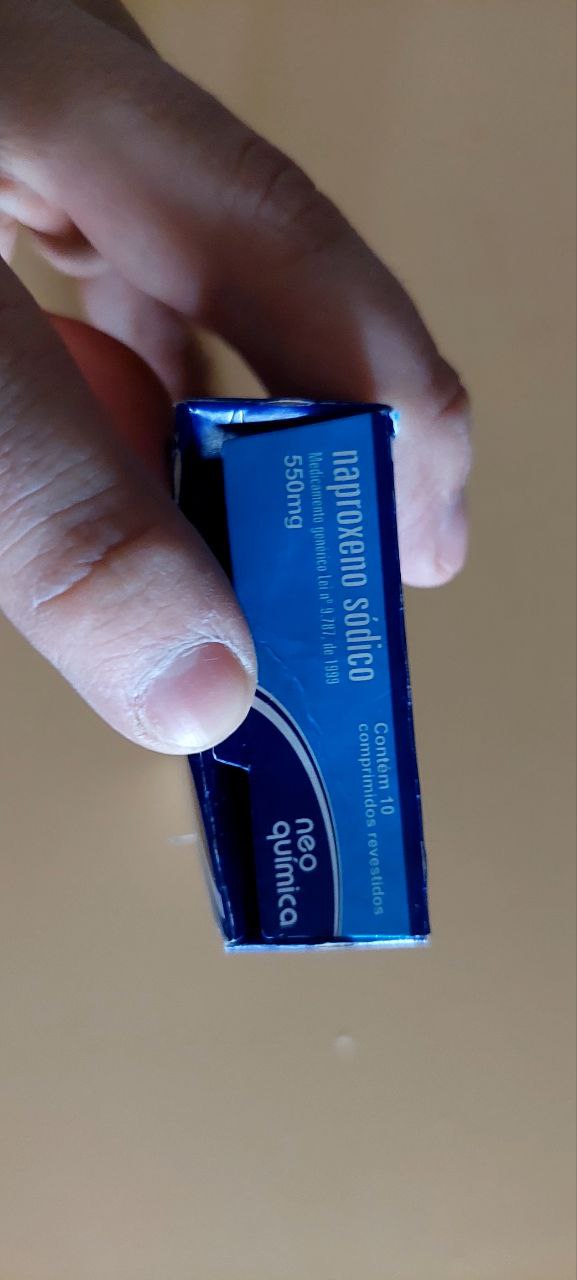 naproxeno sódico
Medicamento genérico Lei nº 9.787, de 1999
550mg
Contém 10
comprimidos revestidos
neo
química